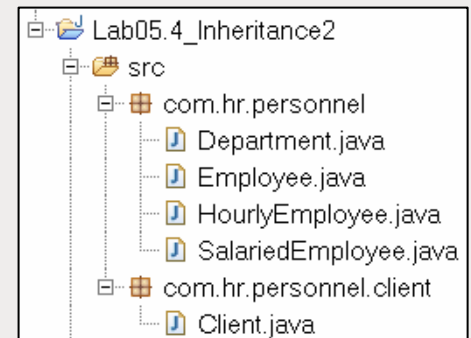 Lab05.4_Inheritance2
src
com.hr.personnel
Department.java
Employee.java
HourlyEmployee.java
SalariedEmployee.java
com.hr.personnel.client
Client.java